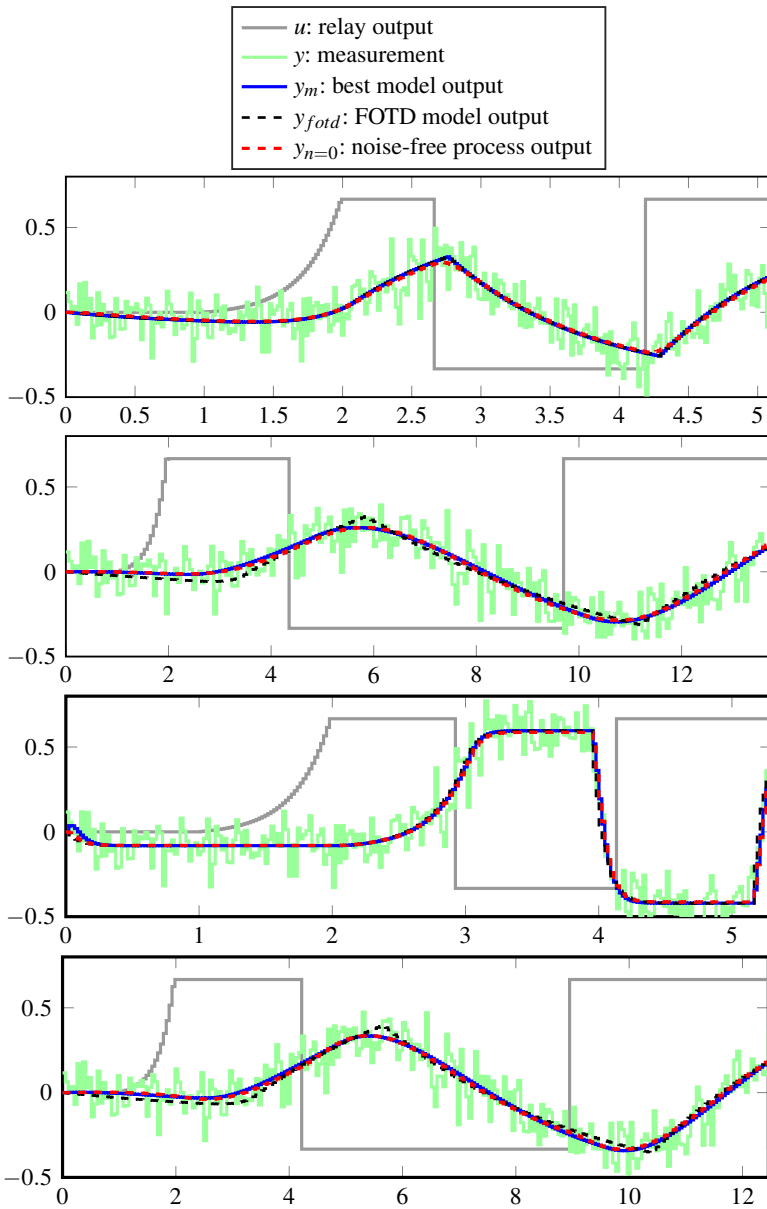 u: relay output
y: measurement
y_m: best model output
y_fotd: FOTD model output
y_n=0: noise-free process output
0.5
0
−0.5
0 0.5 1 1.5 2 2.5 3 3.5 4 4.5 5
0.5
0
−0.5
0 2 4 6 8 10 12
0.5
0
−0.5
0 1 2 3 4 5
0.5
0
−0.5
0 2 4 6 8 10 12